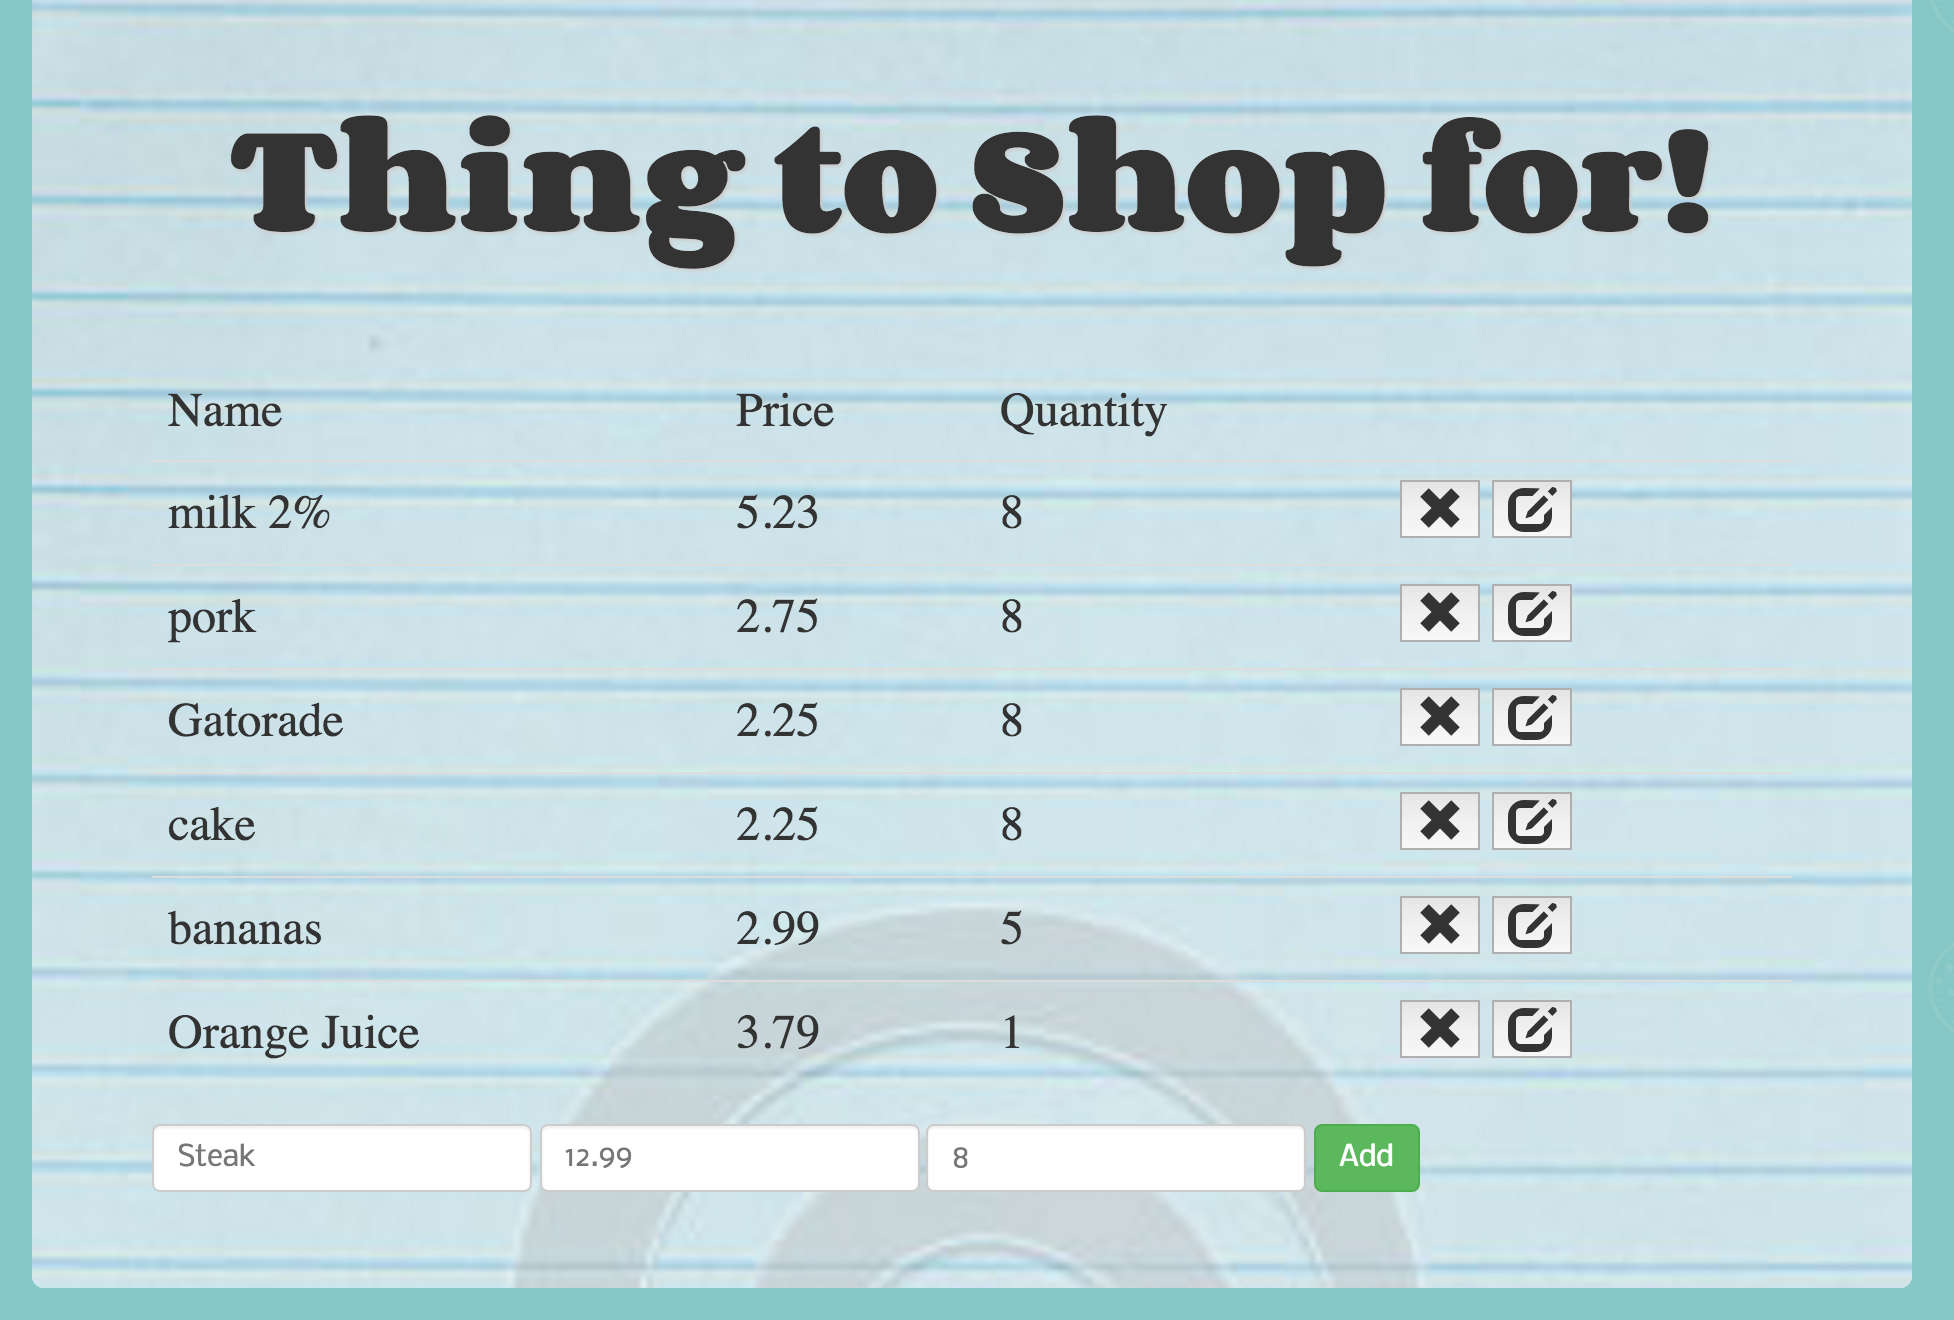 Thing to Shop for!
Name Price Quantity
milk 2% 5.23 8
pork 2.75 8
Gatorade 2.25 8
cake 2.25 8
bananas 2.99 5
Orange Juice 3.79 1
Steak 12.99 8 Add